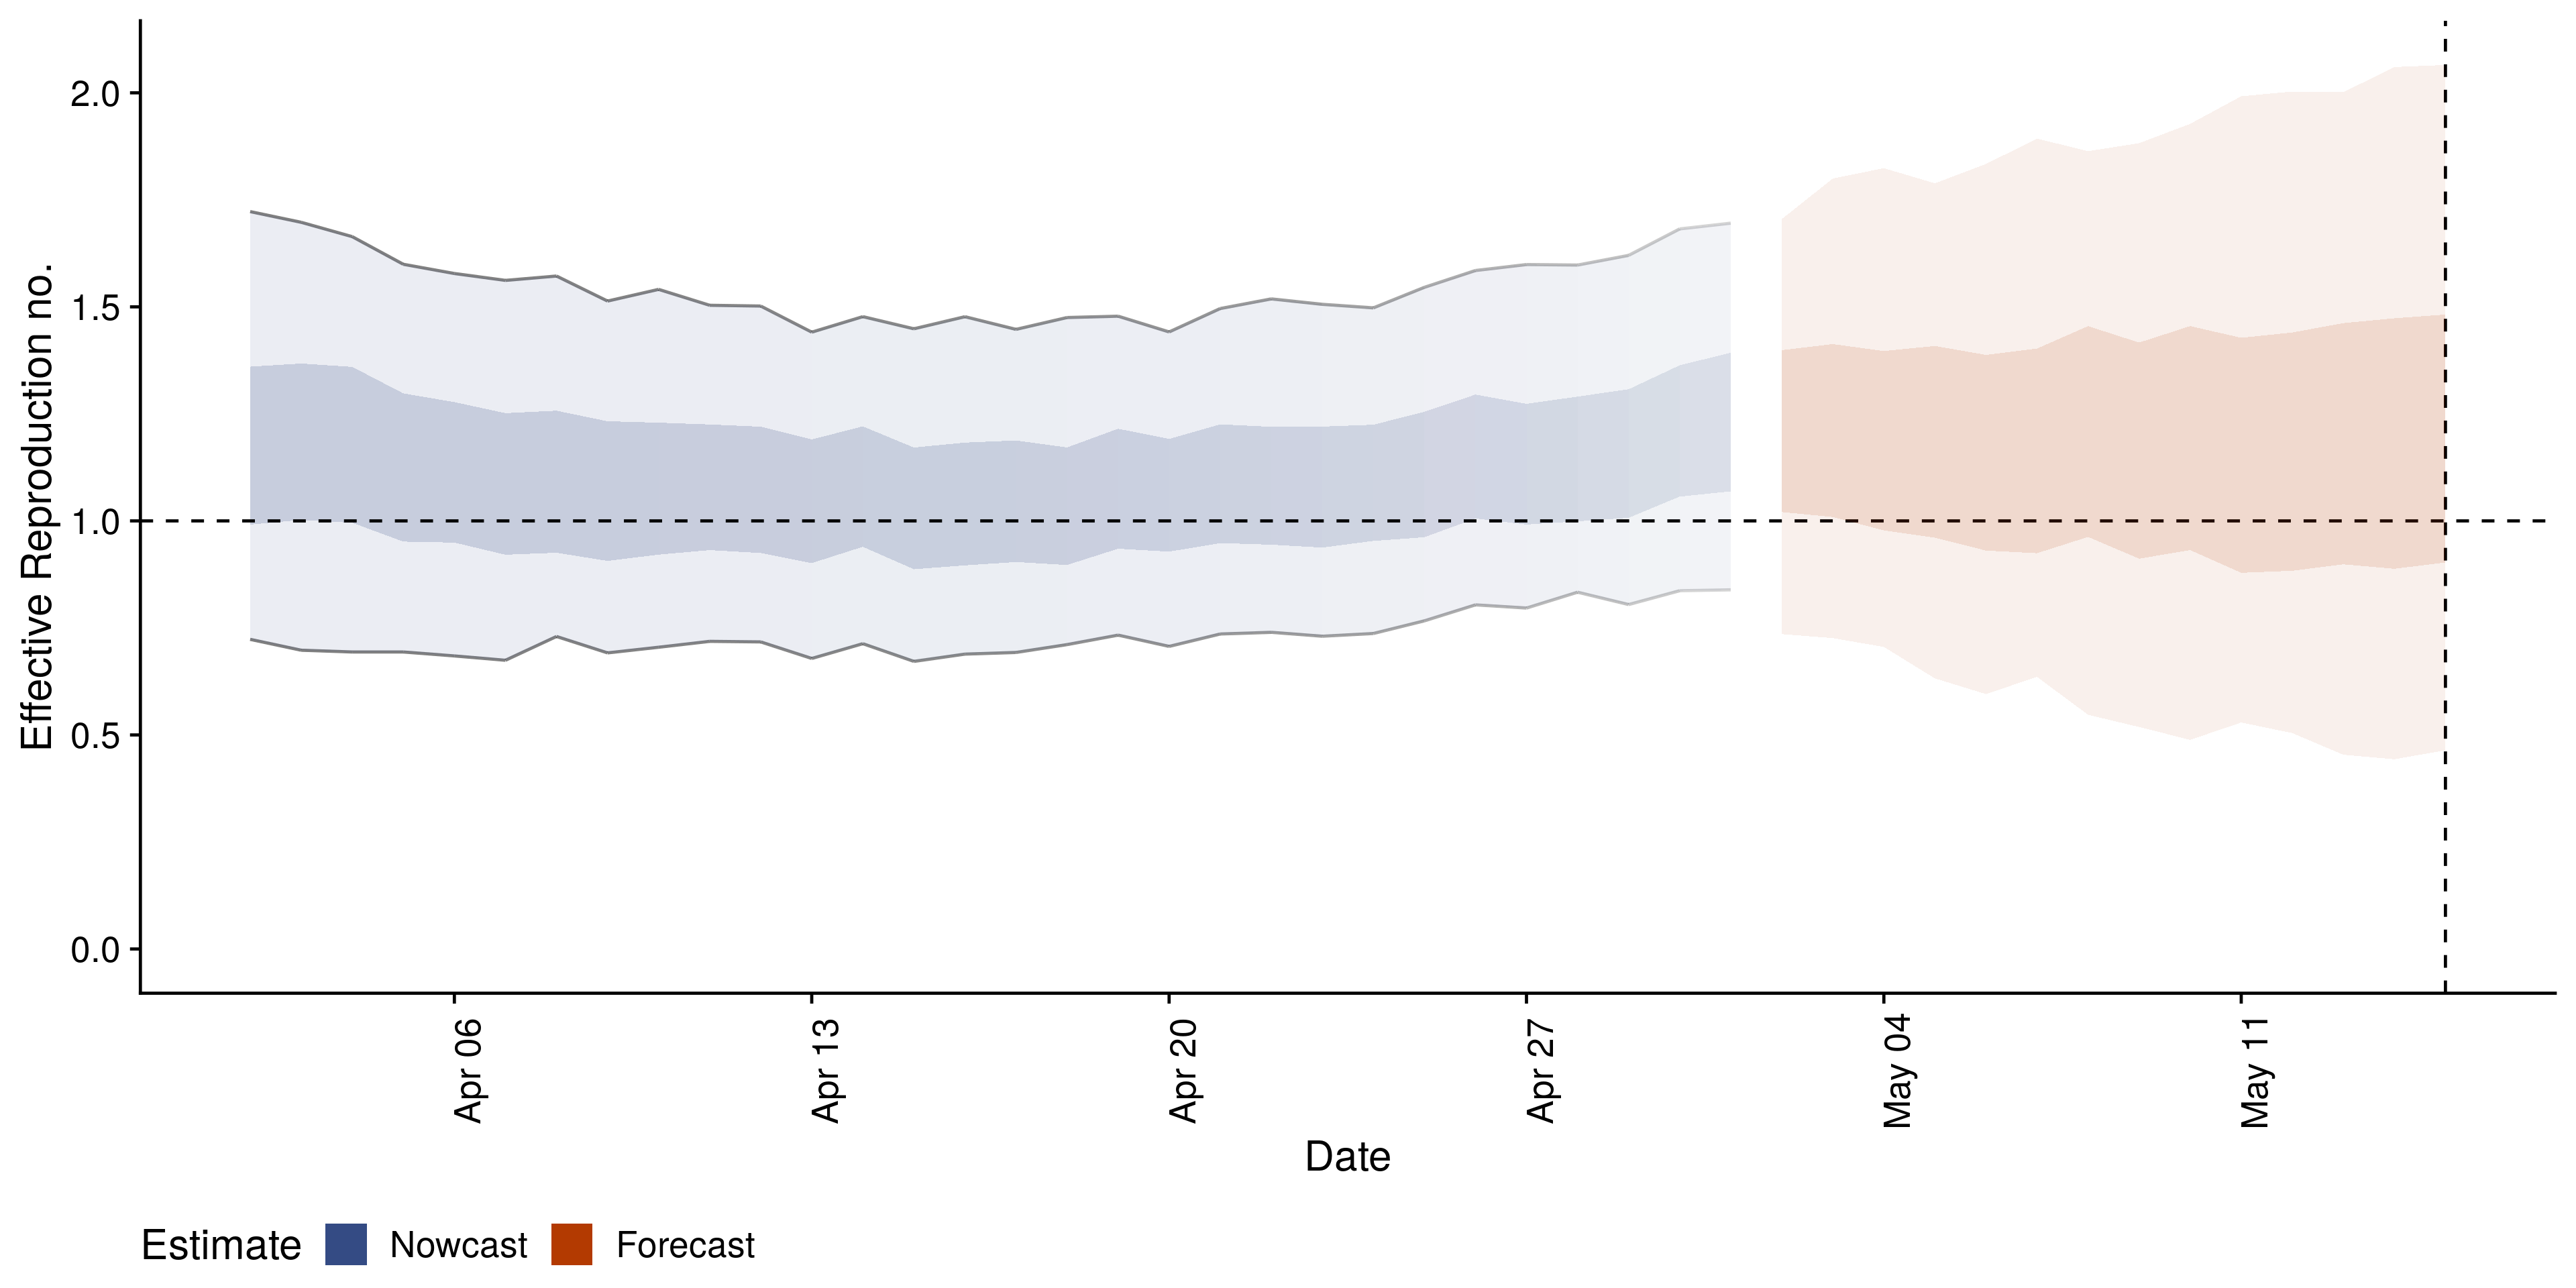 Effective Reproduction no.
2.0
1.5
1.0
0.5
0.0
Apr 06
Apr 13
Apr 20
Apr 27
May 04
May 11
Date
Estimate Nowcast Forecast